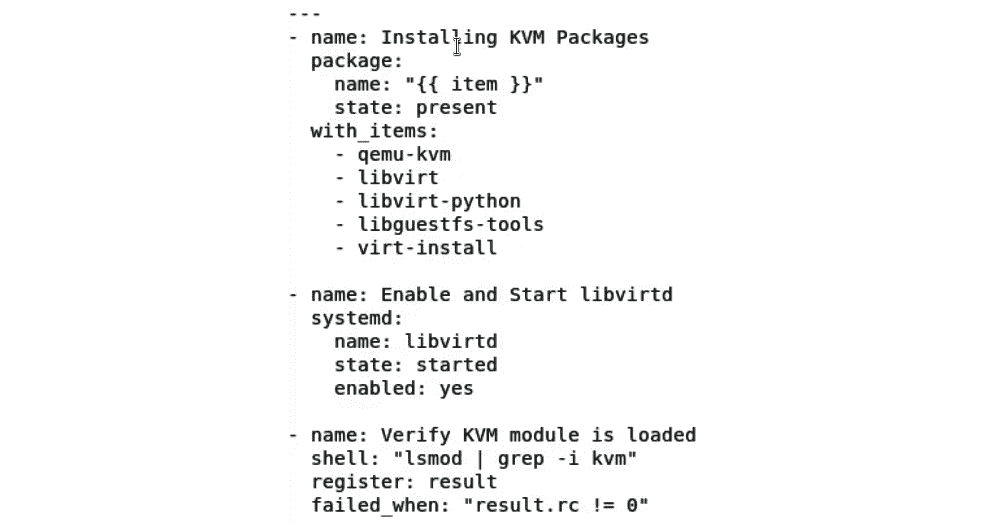 ---
- name: Installing KVM Packages
  package:
    name: "{{ item }}"
    state: present
  with_items:
    - qemu-kvm
    - libvirt
    - libvirt-python
    - libguestfs-tools
    - virt-install

- name: Enable and Start libvirtd
  systemd:
    name: libvirtd
    state: started
    enabled: yes

- name: Verify KVM module is loaded
  shell: "lsmod | grep -i kvm"
  register: result
  failed_when: "result.rc != 0"